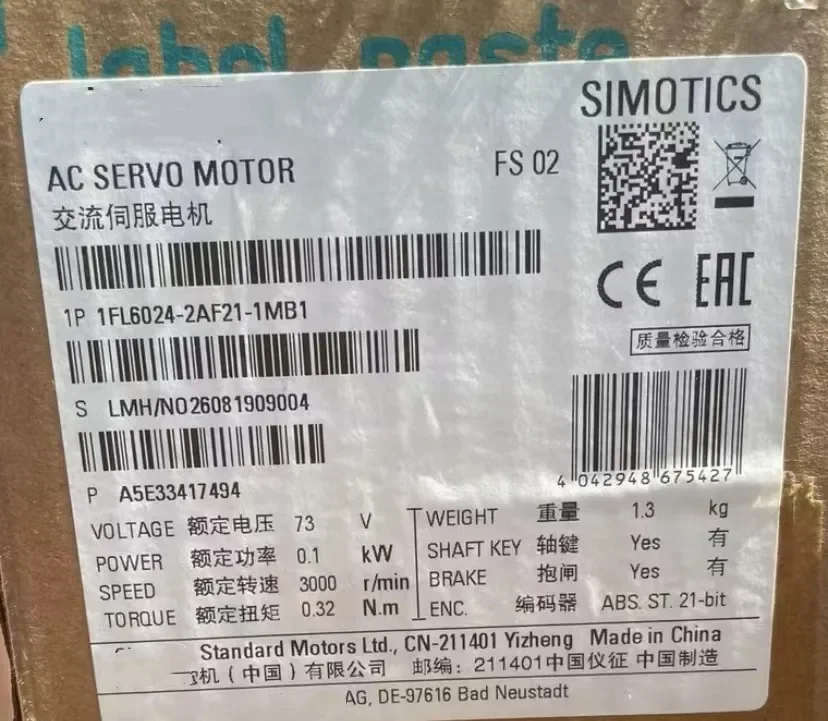 label paste
SIMOTICS
AC SERVO MOTOR
FS 02
交流伺服电机
CE EAC
1P 1FL6024-2AF21-1MB1
质量检验合格
S LMH/NO26081909004
4 042948 675427
P A5E33417494
VOLTAGE 额定电压 73 V
POWER 额定功率 0.1 kW
SPEED 额定转速 3000 r/min
TORQUE 额定扭矩 0.32 N.m
WEIGHT 重量 1.3 kg
SHAFT KEY 轴键 Yes 有
BRAKE 抱闸 Yes 有
ENC. 编码器 ABS. ST. 21-bit
Standard Motors Ltd., CN-211401 Yizheng Made in China
机(中国)有限公司 邮编: 211401中国仪征 中国制造
AG, DE-97616 Bad Neustadt